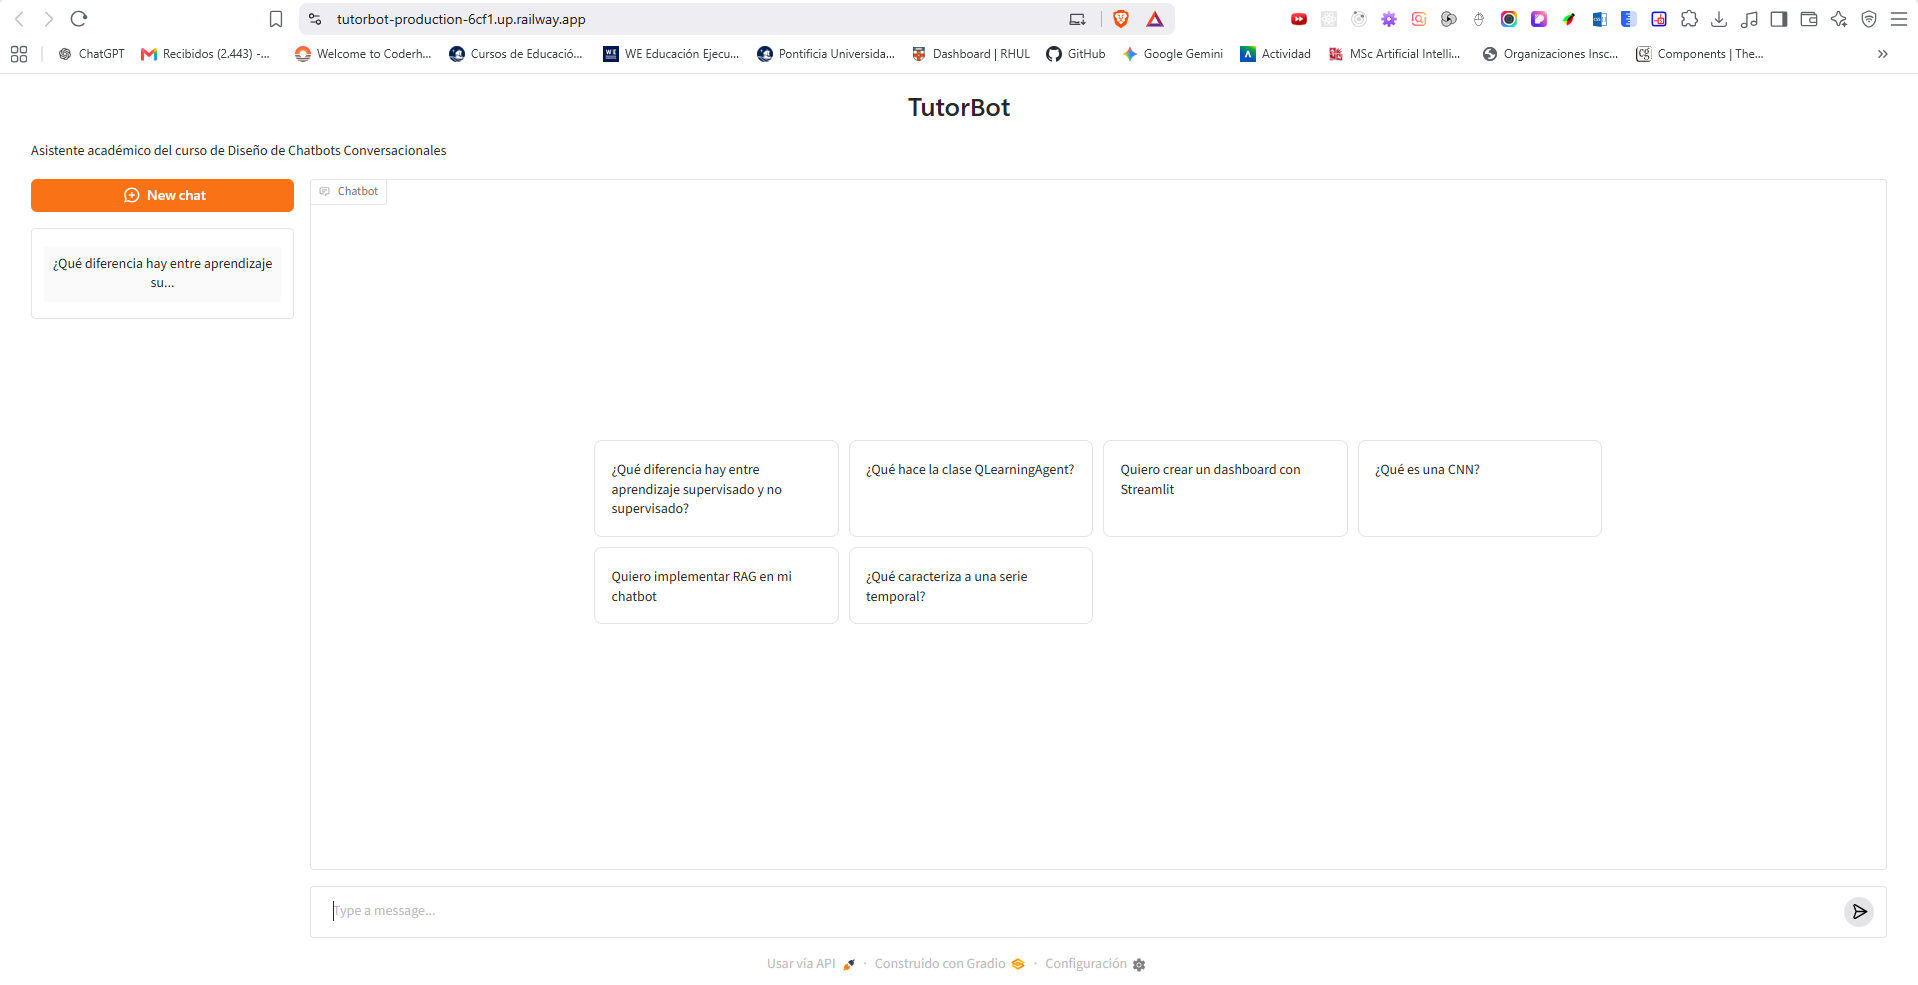 tutorbot-production-6cf1.up.railway.app
ChatGPT
Recibidos (2.443) -...
Welcome to Coderh...
Cursos de Educació...
WE Educación Ejecu...
Pontificia Universida...
Dashboard | RHUL
GitHub
Google Gemini
Actividad
MSc Artificial Intelli...
Organizaciones Insc...
Components | The...
TutorBot
Asistente académico del curso de Diseño de Chatbots Conversacionales
New chat
¿Qué diferencia hay entre aprendizaje
su...
Chatbot
¿Qué diferencia hay entre
aprendizaje supervisado y no
supervisado?
¿Qué hace la clase QLearningAgent?
Quiero crear un dashboard con
Streamlit
¿Qué es una CNN?
Quiero implementar RAG en mi
chatbot
¿Qué caracteriza a una serie
temporal?
Type a message...
Usar vía API · Construido con Gradio · Configuración